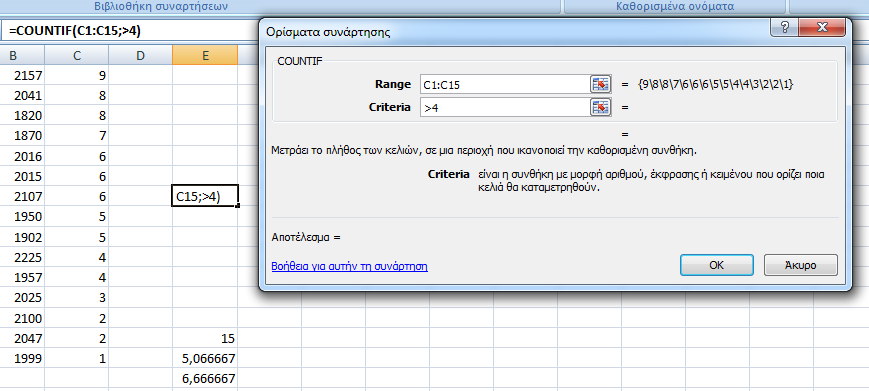 Βιβλιοθήκη συναρτήσεων Καθορισμένα ονόματα
=COUNTIF(C1:C15;>4)
B C D E
2157 9
2041 8
1820 8
1870 7
2016 6
2015 6
2107 6 C15;>4)
1950 5
1902 5
2225 4
1957 4
2025 3
2100 2
2047 2 15
1999 1 5,066667
6,666667
Ορίσματα συνάρτησης
COUNTIF
Range C1:C15 = {9\8\8\7\6\6\6\5\5\4\4\3\2\2\1}
Criteria >4 =
=
Μετράει το πλήθος των κελιών, σε μια περιοχή που ικανοποιεί την καθορισμένη συνθήκη.
Criteria είναι η συνθήκη με μορφή αριθμού, έκφρασης ή κειμένου που ορίζει ποια
κελιά θα καταμετρηθούν.
Αποτέλεσμα =
Βοήθεια για αυτήν τη συνάρτηση OK Άκυρο